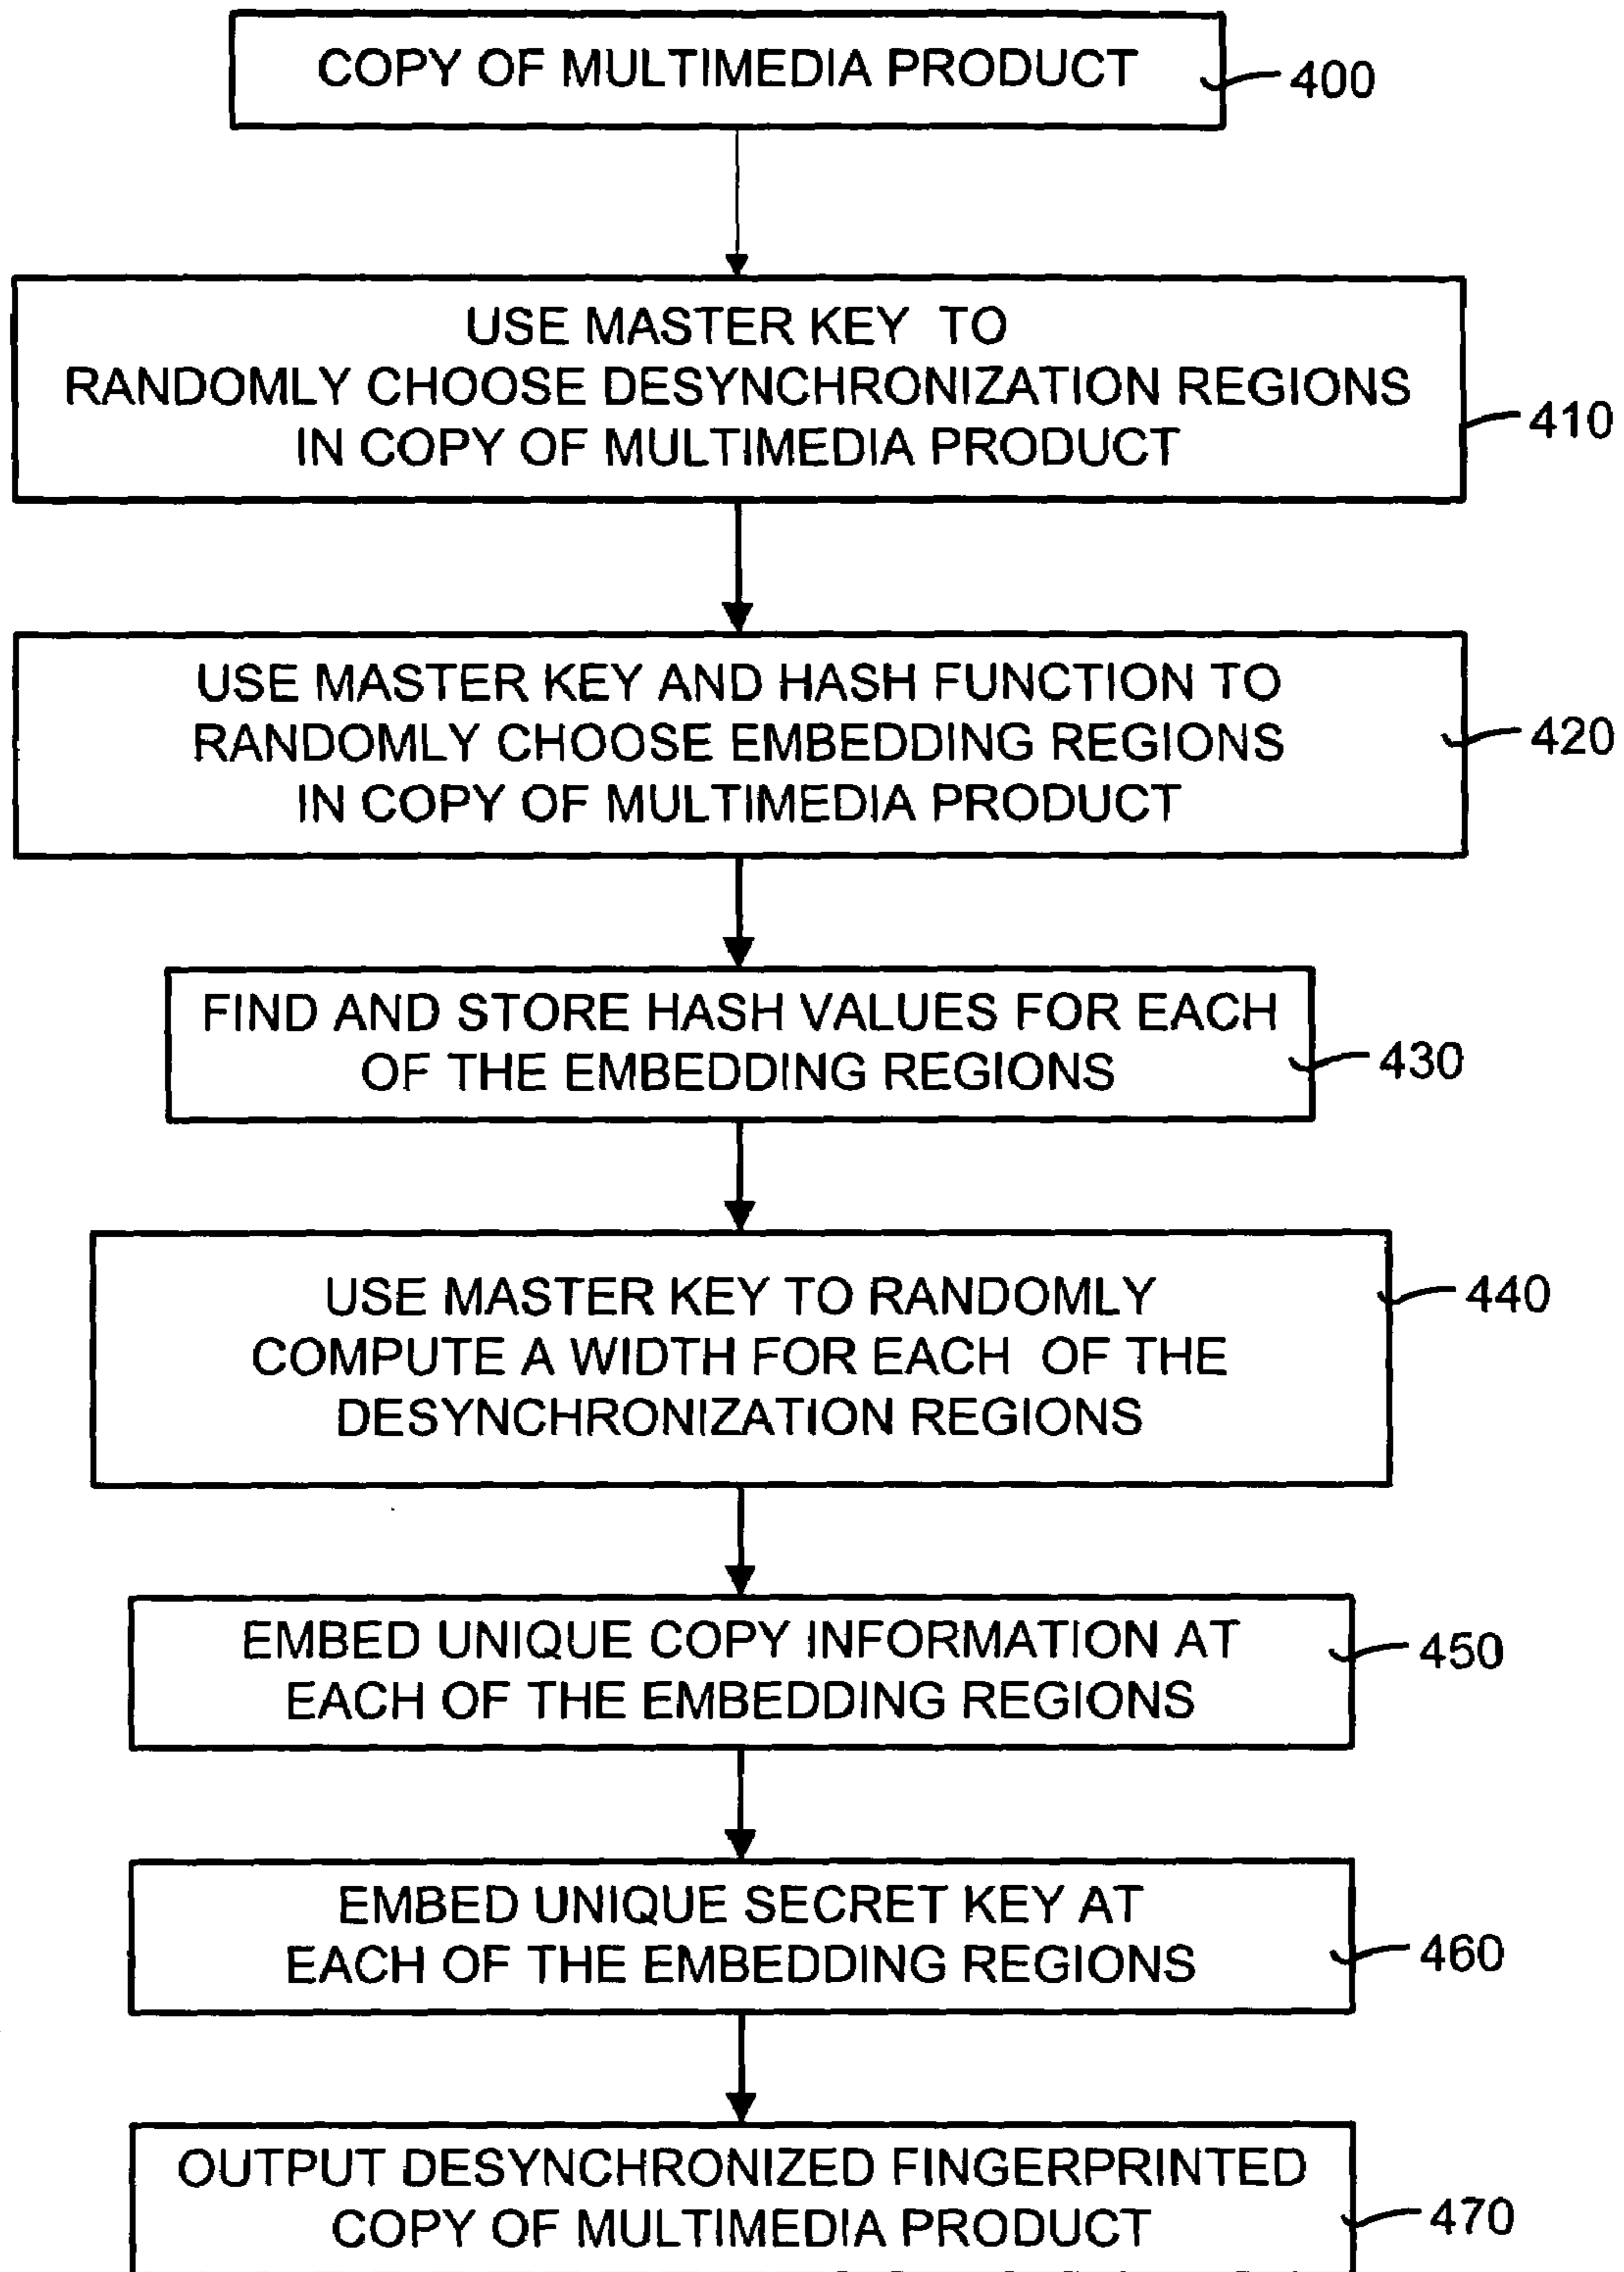 COPY OF MULTIMEDIA PRODUCT
400
USE MASTER KEY TO
RANDOMLY CHOOSE DESYNCHRONIZATION REGIONS
IN COPY OF MULTIMEDIA PRODUCT
410
USE MASTER KEY AND HASH FUNCTION TO
RANDOMLY CHOOSE EMBEDDING REGIONS
IN COPY OF MULTIMEDIA PRODUCT
420
FIND AND STORE HASH VALUES FOR EACH
OF THE EMBEDDING REGIONS
430
USE MASTER KEY TO RANDOMLY
COMPUTE A WIDTH FOR EACH OF THE
DESYNCHRONIZATION REGIONS
440
EMBED UNIQUE COPY INFORMATION AT
EACH OF THE EMBEDDING REGIONS
450
EMBED UNIQUE SECRET KEY AT
EACH OF THE EMBEDDING REGIONS
460
OUTPUT DESYNCHRONIZED FINGERPRINTED
COPY OF MULTIMEDIA PRODUCT
470